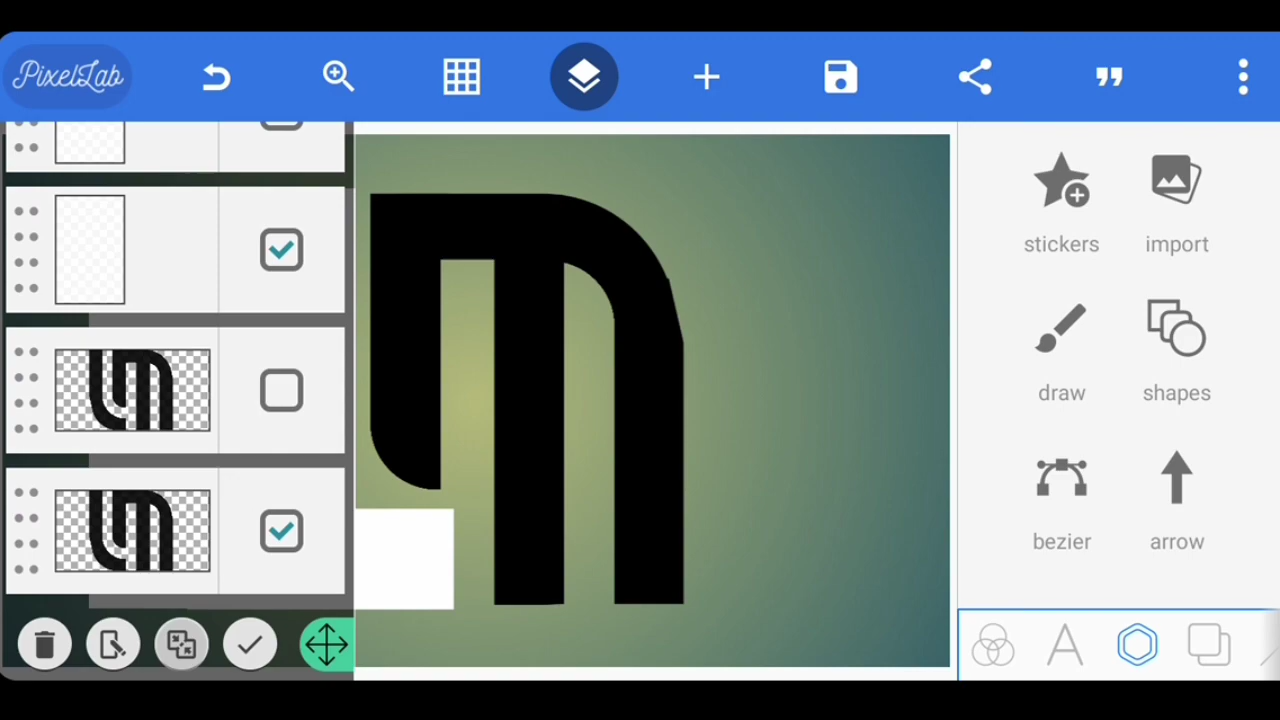 PixelLab
stickers
import
draw
shapes
bezier
arrow